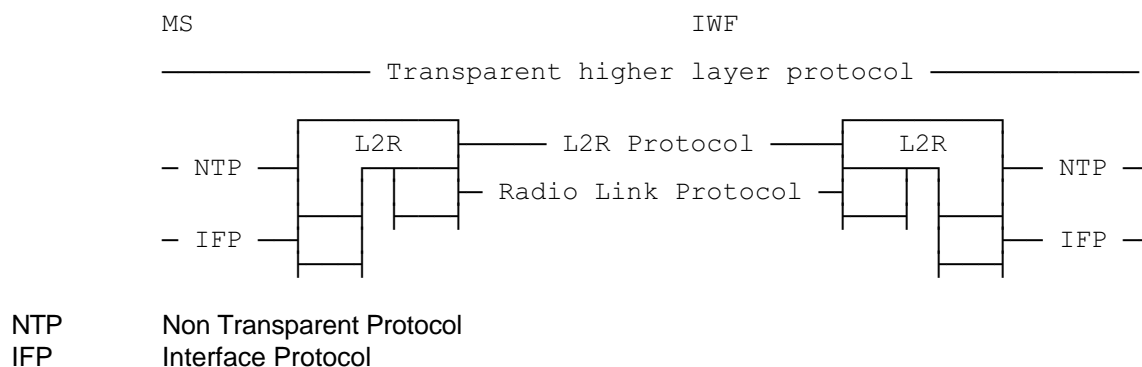 MS IWF
Transparent higher layer protocol
L2R L2R Protocol L2R
NTP NTP
Radio Link Protocol
IFP IFP
NTP Non Transparent Protocol
IFP Interface Protocol